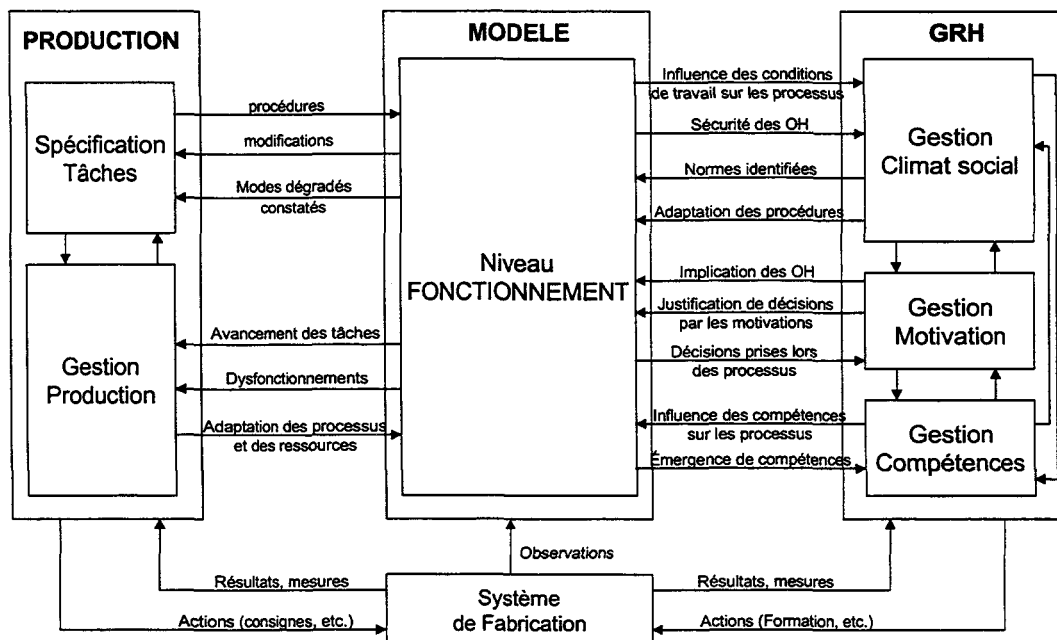 PRODUCTION
MODELE
GRH
Spécification
Tâches
procédures
modifications
Modes dégradés
constatés
Gestion
Production
Avancement des tâches
Dysfonctionnements
Adaptation des processus
et des ressources
Niveau
FONCTIONNEMENT
Influence des conditions
de travail sur les processus
Sécurité des OH
Normes identifiées
Adaptation des procédures
Implication des OH
Justification de décisions
par les motivations
Décisions prises lors
des processus
Influence des compétences
sur les processus
Émergence de compétences
Gestion
Climat social
Gestion
Motivation
Gestion
Compétences
Observations
Résultats, mesures
Actions (consignes, etc.)
Système
de Fabrication
Résultats, mesures
Actions (Formation, etc.)